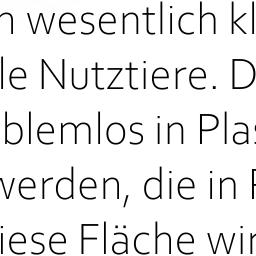 n wesentlich kl
le Nutztiere. D
blemlos in Plas
werden, die in
iese Fläche wir